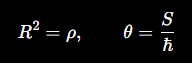 R² = ρ,  θ = S/ħ